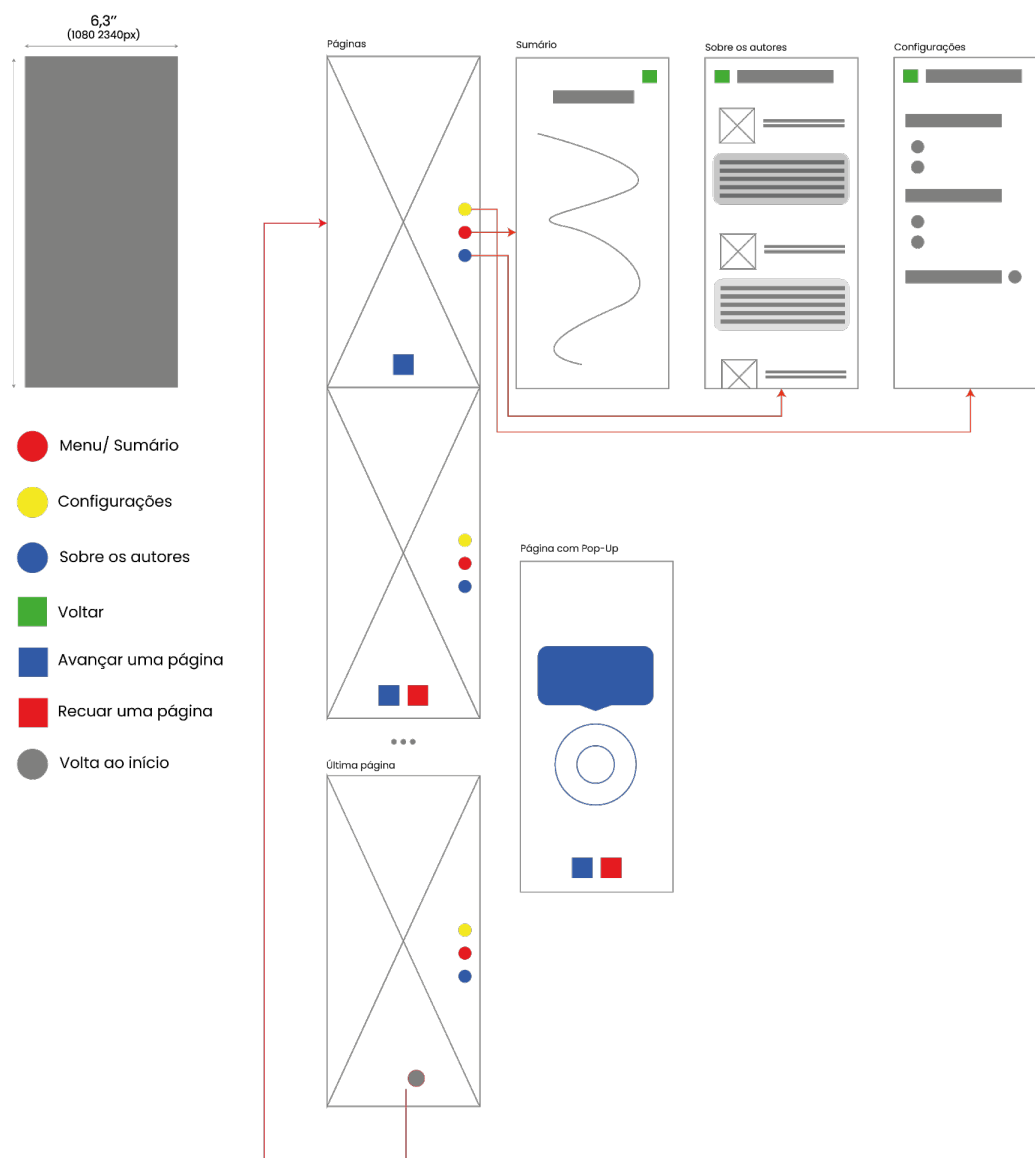 6,3’’
(1080 2340px)
Páginas
Sumário
Sobre os autores
Configurações
Menu/ Sumário
Configurações
Sobre os autores
Voltar
Avançar uma página
Recuar uma página
Volta ao início
Página com Pop-Up
Última página